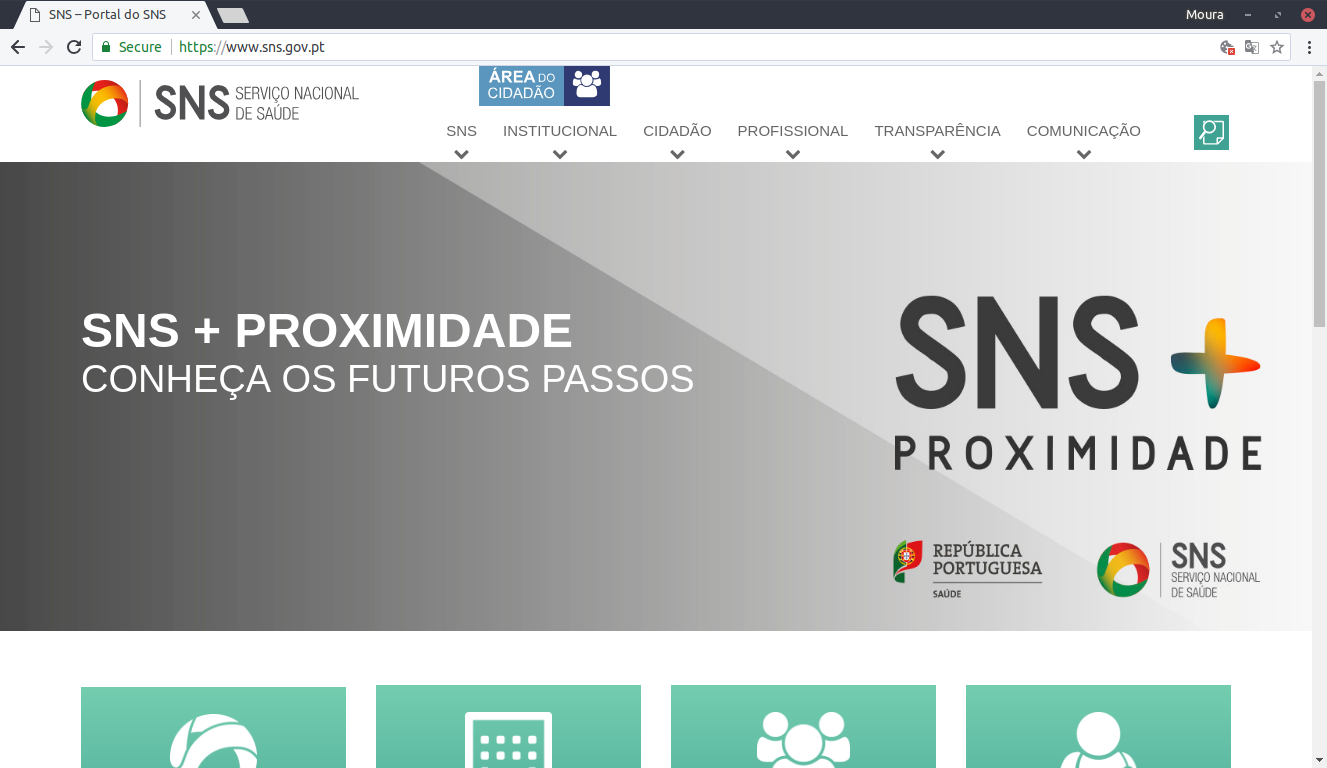 SNS – Portal do SNS
Moura
Secure
https://www.sns.gov.pt
SNS SERVIÇO NACIONAL
DE SAÚDE
ÁREA DO
CIDADÃO
SNS INSTITUCIONAL CIDADÃO PROFISSIONAL TRANSPARÊNCIA COMUNICAÇÃO
SNS + PROXIMIDADE
CONHEÇA OS FUTUROS PASSOS
SNS +
PROXIMIDADE
REPÚBLICA
PORTUGUESA
SAÚDE
SNS
SERVIÇO NACIONAL
DE SAÚDE